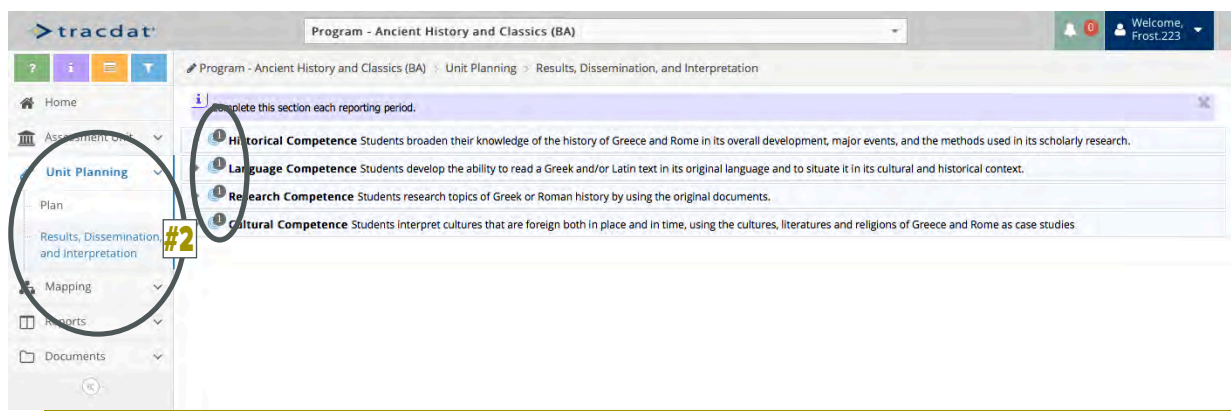 tracdat
Program - Ancient History and Classics (BA)
0
Welcome,
Frost.223
? i
Program - Ancient History and Classics (BA) > Unit Planning > Results, Dissemination, and Interpretation
Home
i
Complete this section each reporting period.
Assessment Unit
1 Historical Competence Students broaden their knowledge of the history of Greece and Rome in its overall development, major events, and the methods used in its scholarly research.
Unit Planning
1 Language Competence Students develop the ability to read a Greek and/or Latin text in its original language and to situate it in its cultural and historical context.
Plan
1 Research Competence Students research topics of Greek or Roman history by using the original documents.
1 Cultural Competence Students interpret cultures that are foreign both in place and in time, using the cultures, literatures and religions of Greece and Rome as case studies
Results, Dissemination,
and Interpretation
#2
Mapping
Reports
Documents